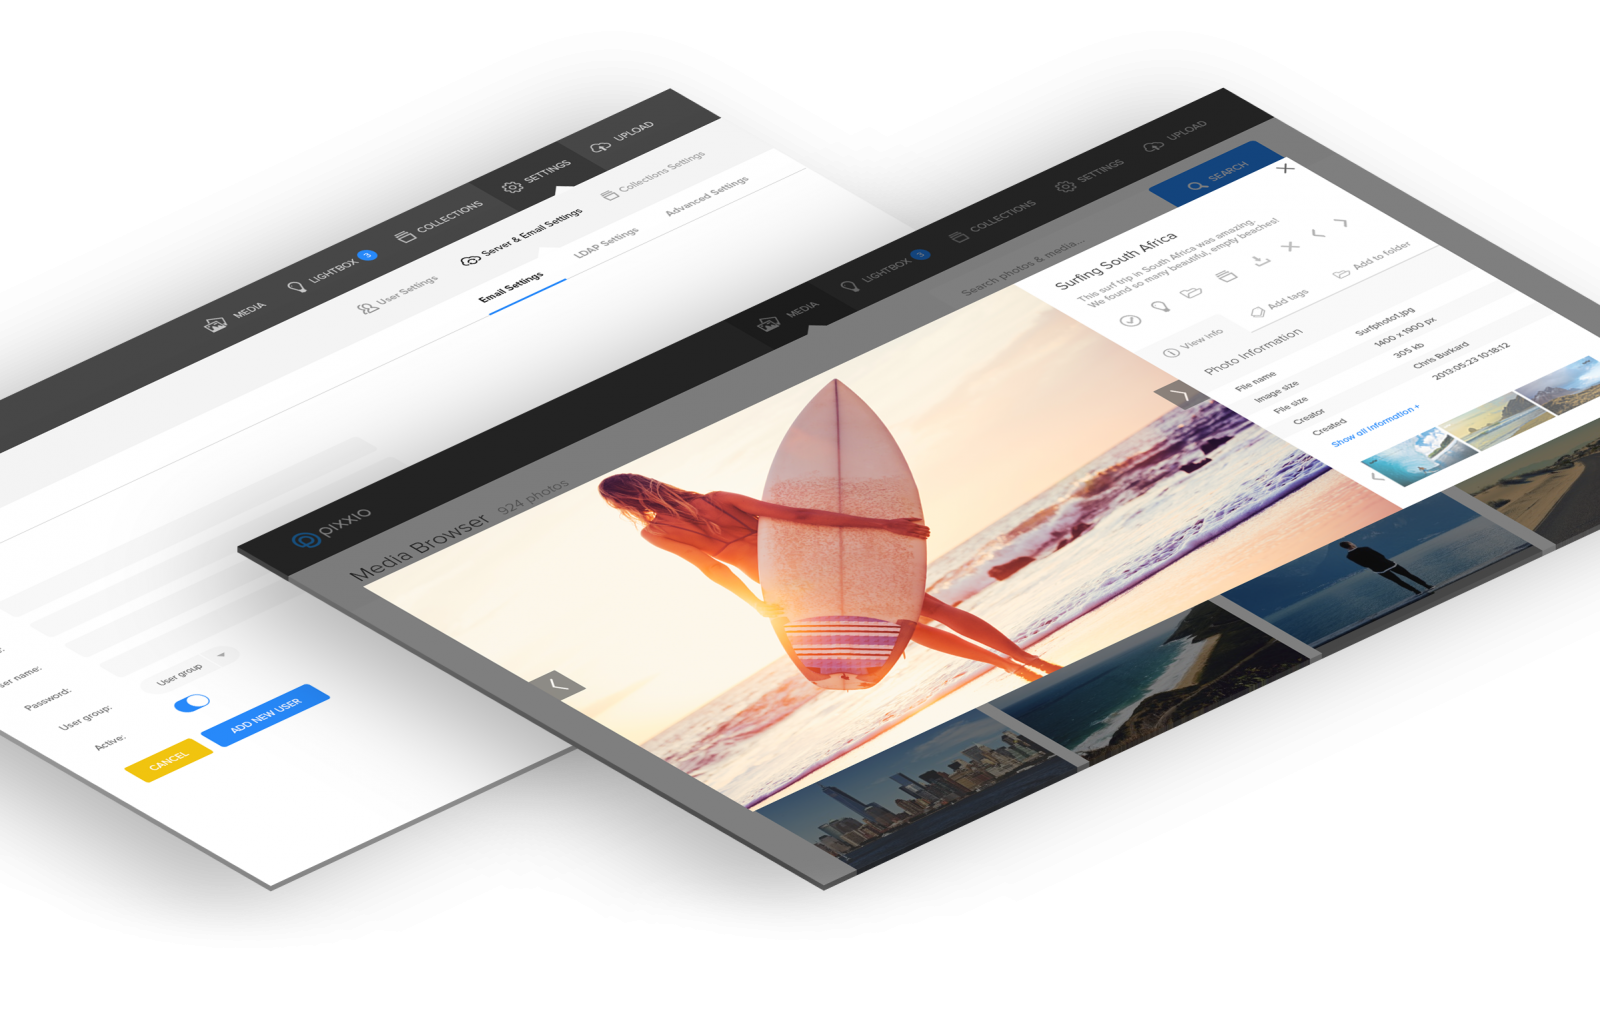 MEDIA
LIGHTBOX 3
COLLECTIONS
SETTINGS
UPLOAD
User Settings
Server & Email Settings
Collections Settings
Email Settings
LDAP Settings
Advanced Settings
name:
Password:
User group:
User group
Active:
CANCEL
ADD NEW USER
pixxio
MEDIA
LIGHTBOX 3
COLLECTIONS
SETTINGS
UPLOAD
Media Browser 924 photos
Search photos & media...
SEARCH
Surfing South Africa
This surf trip in South Africa was amazing.
We found so many beautiful, empty beaches!
View info
Add tags
Add to folder
Photo Information
File name Surfphoto1.jpg
Image size 1400 x 1900 px
File size 305 kb
Creator Chris Burkard
Created 2013:05:23 10:18:12
Show all information +